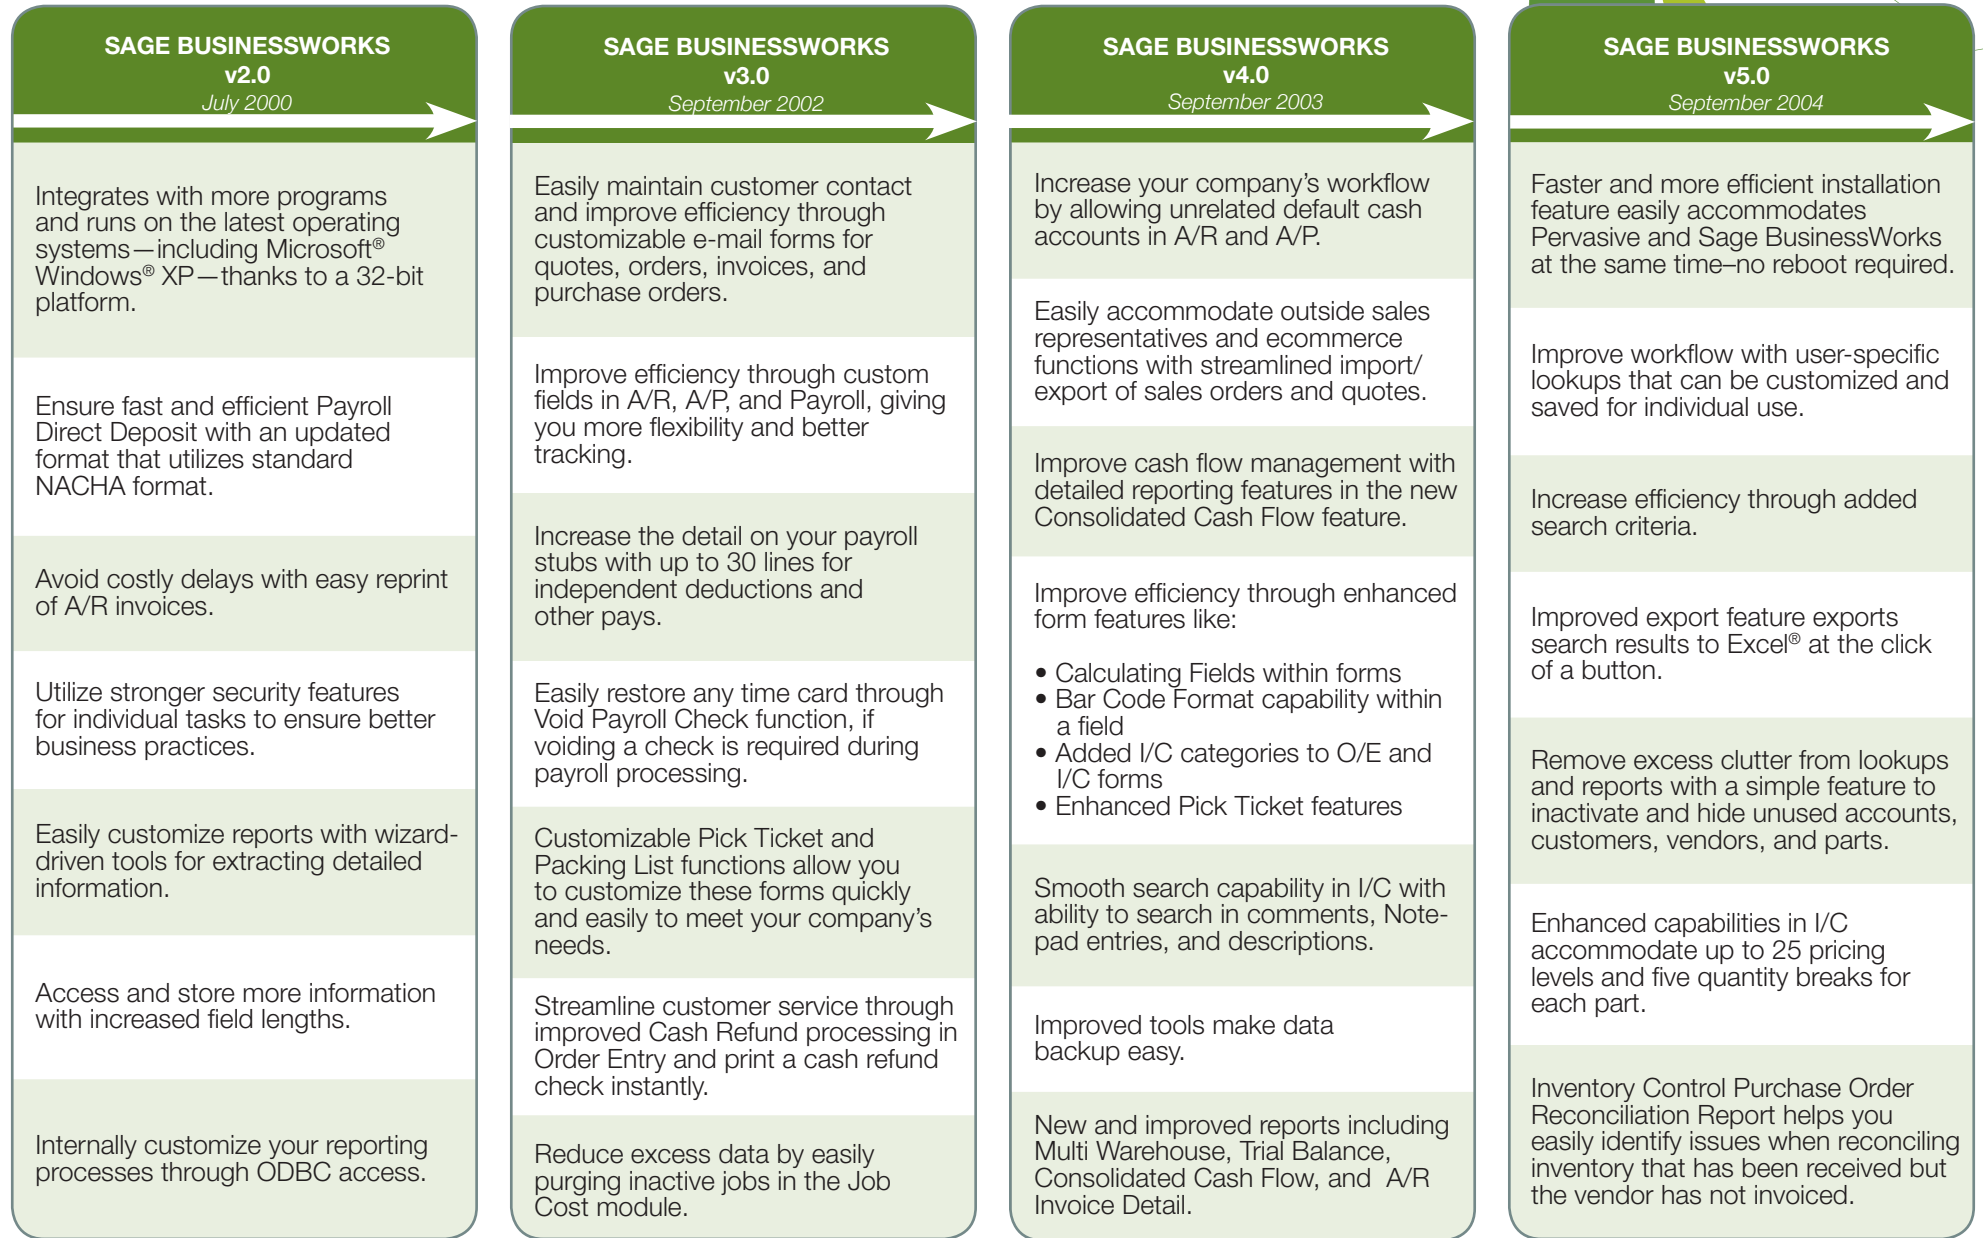 SAGE BUSINESSWORKS
v2.0
July 2000
Integrates with more programs
and runs on the latest operating
systems—including Microsoft®
Windows® XP—thanks to a 32-bit
platform.
Ensure fast and efficient Payroll
Direct Deposit with an updated
format that utilizes standard
NACHA format.
Avoid costly delays with easy reprint
of A/R invoices.
Utilize stronger security features
for individual tasks to ensure better
business practices.
Easily customize reports with wizard-
driven tools for extracting detailed
information.
Access and store more information
with increased field lengths.
Internally customize your reporting
processes through ODBC access.
SAGE BUSINESSWORKS
v3.0
September 2002
Easily maintain customer contact
and improve efficiency through
customizable e-mail forms for
quotes, orders, invoices, and
purchase orders.
Improve efficiency through custom
fields in A/R, A/P, and Payroll, giving
you more flexibility and better
tracking.
Increase the detail on your payroll
stubs with up to 30 lines for
independent deductions and
other pays.
Easily restore any time card through
Void Payroll Check function, if
voiding a check is required during
payroll processing.
Customizable Pick Ticket and
Packing List functions allow you
to customize these forms quickly
and easily to meet your company’s
needs.
Streamline customer service through
improved Cash Refund processing in
Order Entry and print a cash refund
check instantly.
Reduce excess data by easily
purging inactive jobs in the Job
Cost module.
SAGE BUSINESSWORKS
v4.0
September 2003
Increase your company’s workflow
by allowing unrelated default cash
accounts in A/R and A/P.
Easily accommodate outside sales
representatives and ecommerce
functions with streamlined import/
export of sales orders and quotes.
Improve cash flow management with
detailed reporting features in the new
Consolidated Cash Flow feature.
Improve efficiency through enhanced
form features like:
• Calculating Fields within forms
• Bar Code Format capability within
a field
• Added I/C categories to O/E and
I/C forms
• Enhanced Pick Ticket features
Smooth search capability in I/C with
ability to search in comments, Note-
pad entries, and descriptions.
Improved tools make data
backup easy.
New and improved reports including
Multi Warehouse, Trial Balance,
Consolidated Cash Flow, and A/R
Invoice Detail.
SAGE BUSINESSWORKS
v5.0
September 2004
Faster and more efficient installation
feature easily accommodates
Pervasive and Sage BusinessWorks
at the same time–no reboot required.
Improve workflow with user-specific
lookups that can be customized and
saved for individual use.
Increase efficiency through added
search criteria.
Improved export feature exports
search results to Excel® at the click
of a button.
Remove excess clutter from lookups
and reports with a simple feature to
inactivate and hide unused accounts,
customers, vendors, and parts.
Enhanced capabilities in I/C
accommodate up to 25 pricing
levels and five quantity breaks for
each part.
Inventory Control Purchase Order
Reconciliation Report helps you
easily identify issues when reconciling
inventory that has been received but
the vendor has not invoiced.